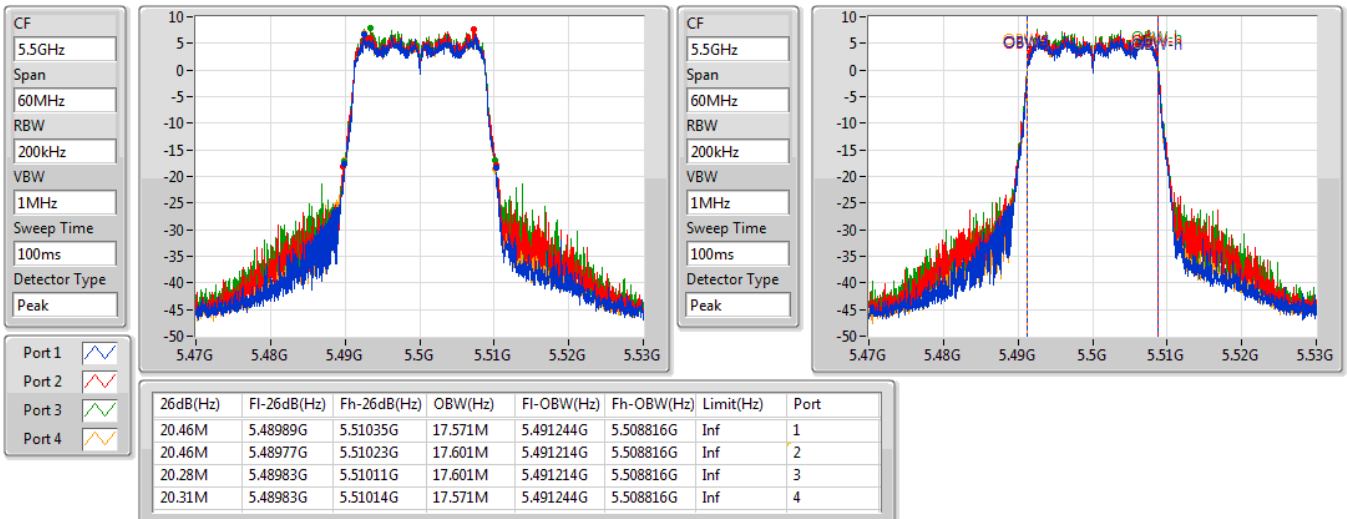 CF
5.5GHz
Span
60MHz
RBW
200kHz
VBW
1MHz
Sweep Time
100ms
Detector Type
Peak
10
5
0
-5
-10
-15
-20
-25
-30
-35
-40
-45
-50
5.47G 5.48G 5.49G 5.5G 5.51G 5.52G 5.53G
CF
5.5GHz
Span
60MHz
RBW
200kHz
VBW
1MHz
Sweep Time
100ms
Detector Type
Peak
10
5
0
-5
-10
-15
-20
-25
-30
-35
-40
-45
-50
5.47G 5.48G 5.49G 5.5G 5.51G 5.52G 5.53G
OBW-h
Port 1
Port 2
Port 3
Port 4
26dB(Hz) Fl-26dB(Hz) Fh-26dB(Hz) OBW(Hz) Fl-OBW(Hz) Fh-OBW(Hz) Limit(Hz) Port
20.46M 5.48989G 5.51035G 17.571M 5.491244G 5.508816G Inf 1
20.46M 5.48977G 5.51023G 17.601M 5.491214G 5.508816G Inf 2
20.28M 5.48983G 5.51011G 17.601M 5.491214G 5.508816G Inf 3
20.31M 5.48983G 5.51014G 17.571M 5.491244G 5.508816G Inf 4